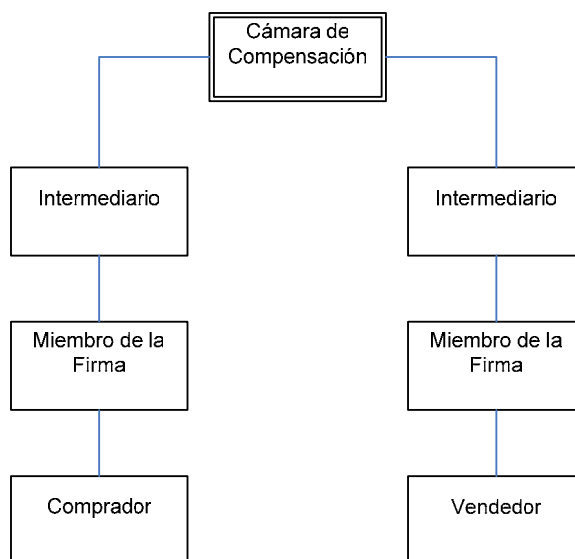 Cámara de
Compensación
Intermediario
Intermediario
Miembro de la
Firma
Miembro de la
Firma
Comprador
Vendedor